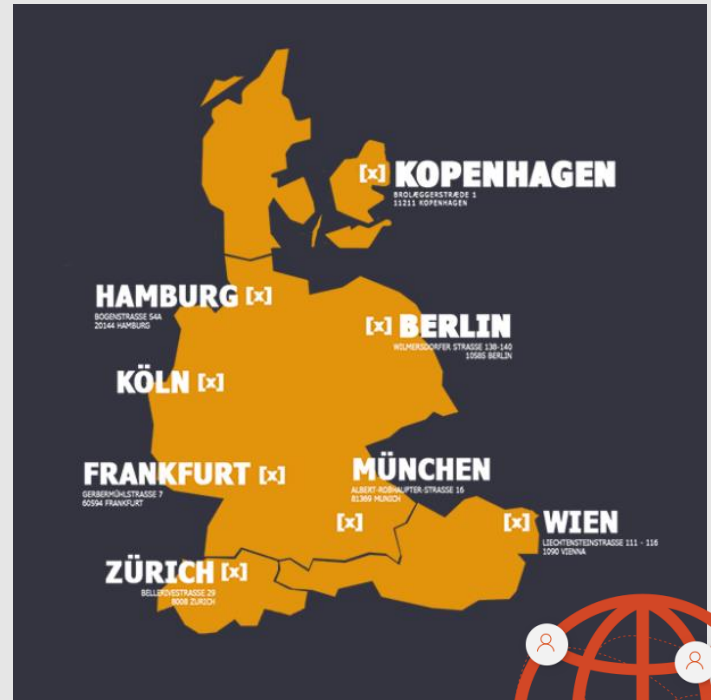 [x] KOPENHAGEN
BROLÆGGERSTRÆDE 1
11211 KOPENHAGEN
HAMBURG [x]
BOGENSTRASSE 54A
20144 HAMBURG
[x] BERLIN
WILMERSDORFER STRASSE 138-140
10585 BERLIN
KÖLN [x]
FRANKFURT [x]
GERBERMÜHLSTRASSE 7
60594 FRANKFURT
MÜNCHEN
ALBERT-ROßHAUPTER-STRASSE 16
81369 MUNICH
[x]
[x] WIEN
LIECHTENSTEINSTRASSE 111 - 116
1090 VIENNA
ZÜRICH [x]
BELLERIVESTRASSE 29
8008 ZURICH